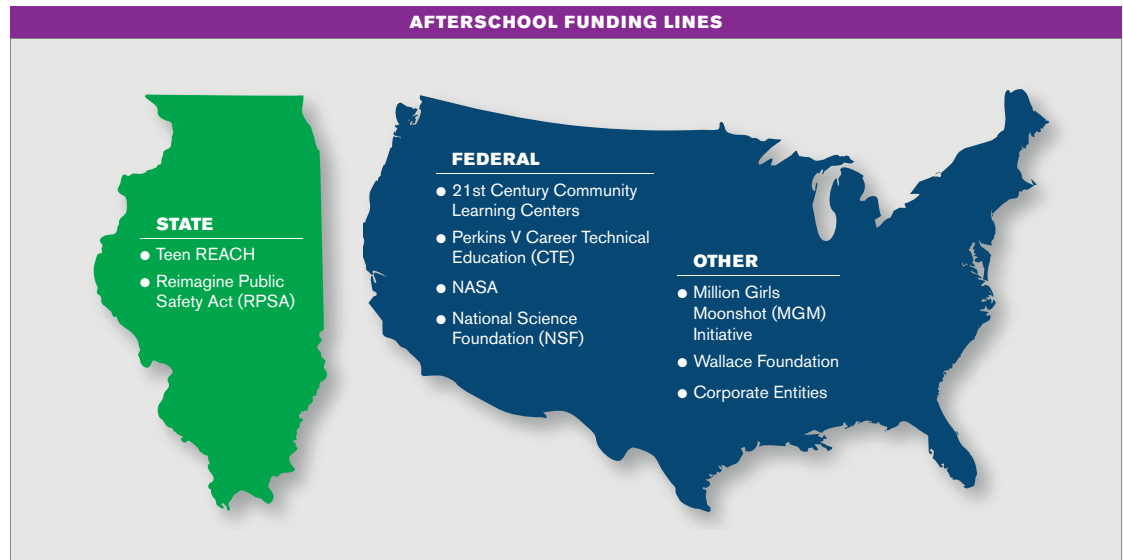 AFTERSCHOOL FUNDING LINES
STATE
● Teen REACH
● Reimagine Public
Safety Act (RPSA)
FEDERAL
● 21st Century Community
Learning Centers
● Perkins V Career Technical
Education (CTE)
● NASA
● National Science
Foundation (NSF)
OTHER
● Million Girls
Moonshot (MGM)
Initiative
● Wallace Foundation
● Corporate Entities